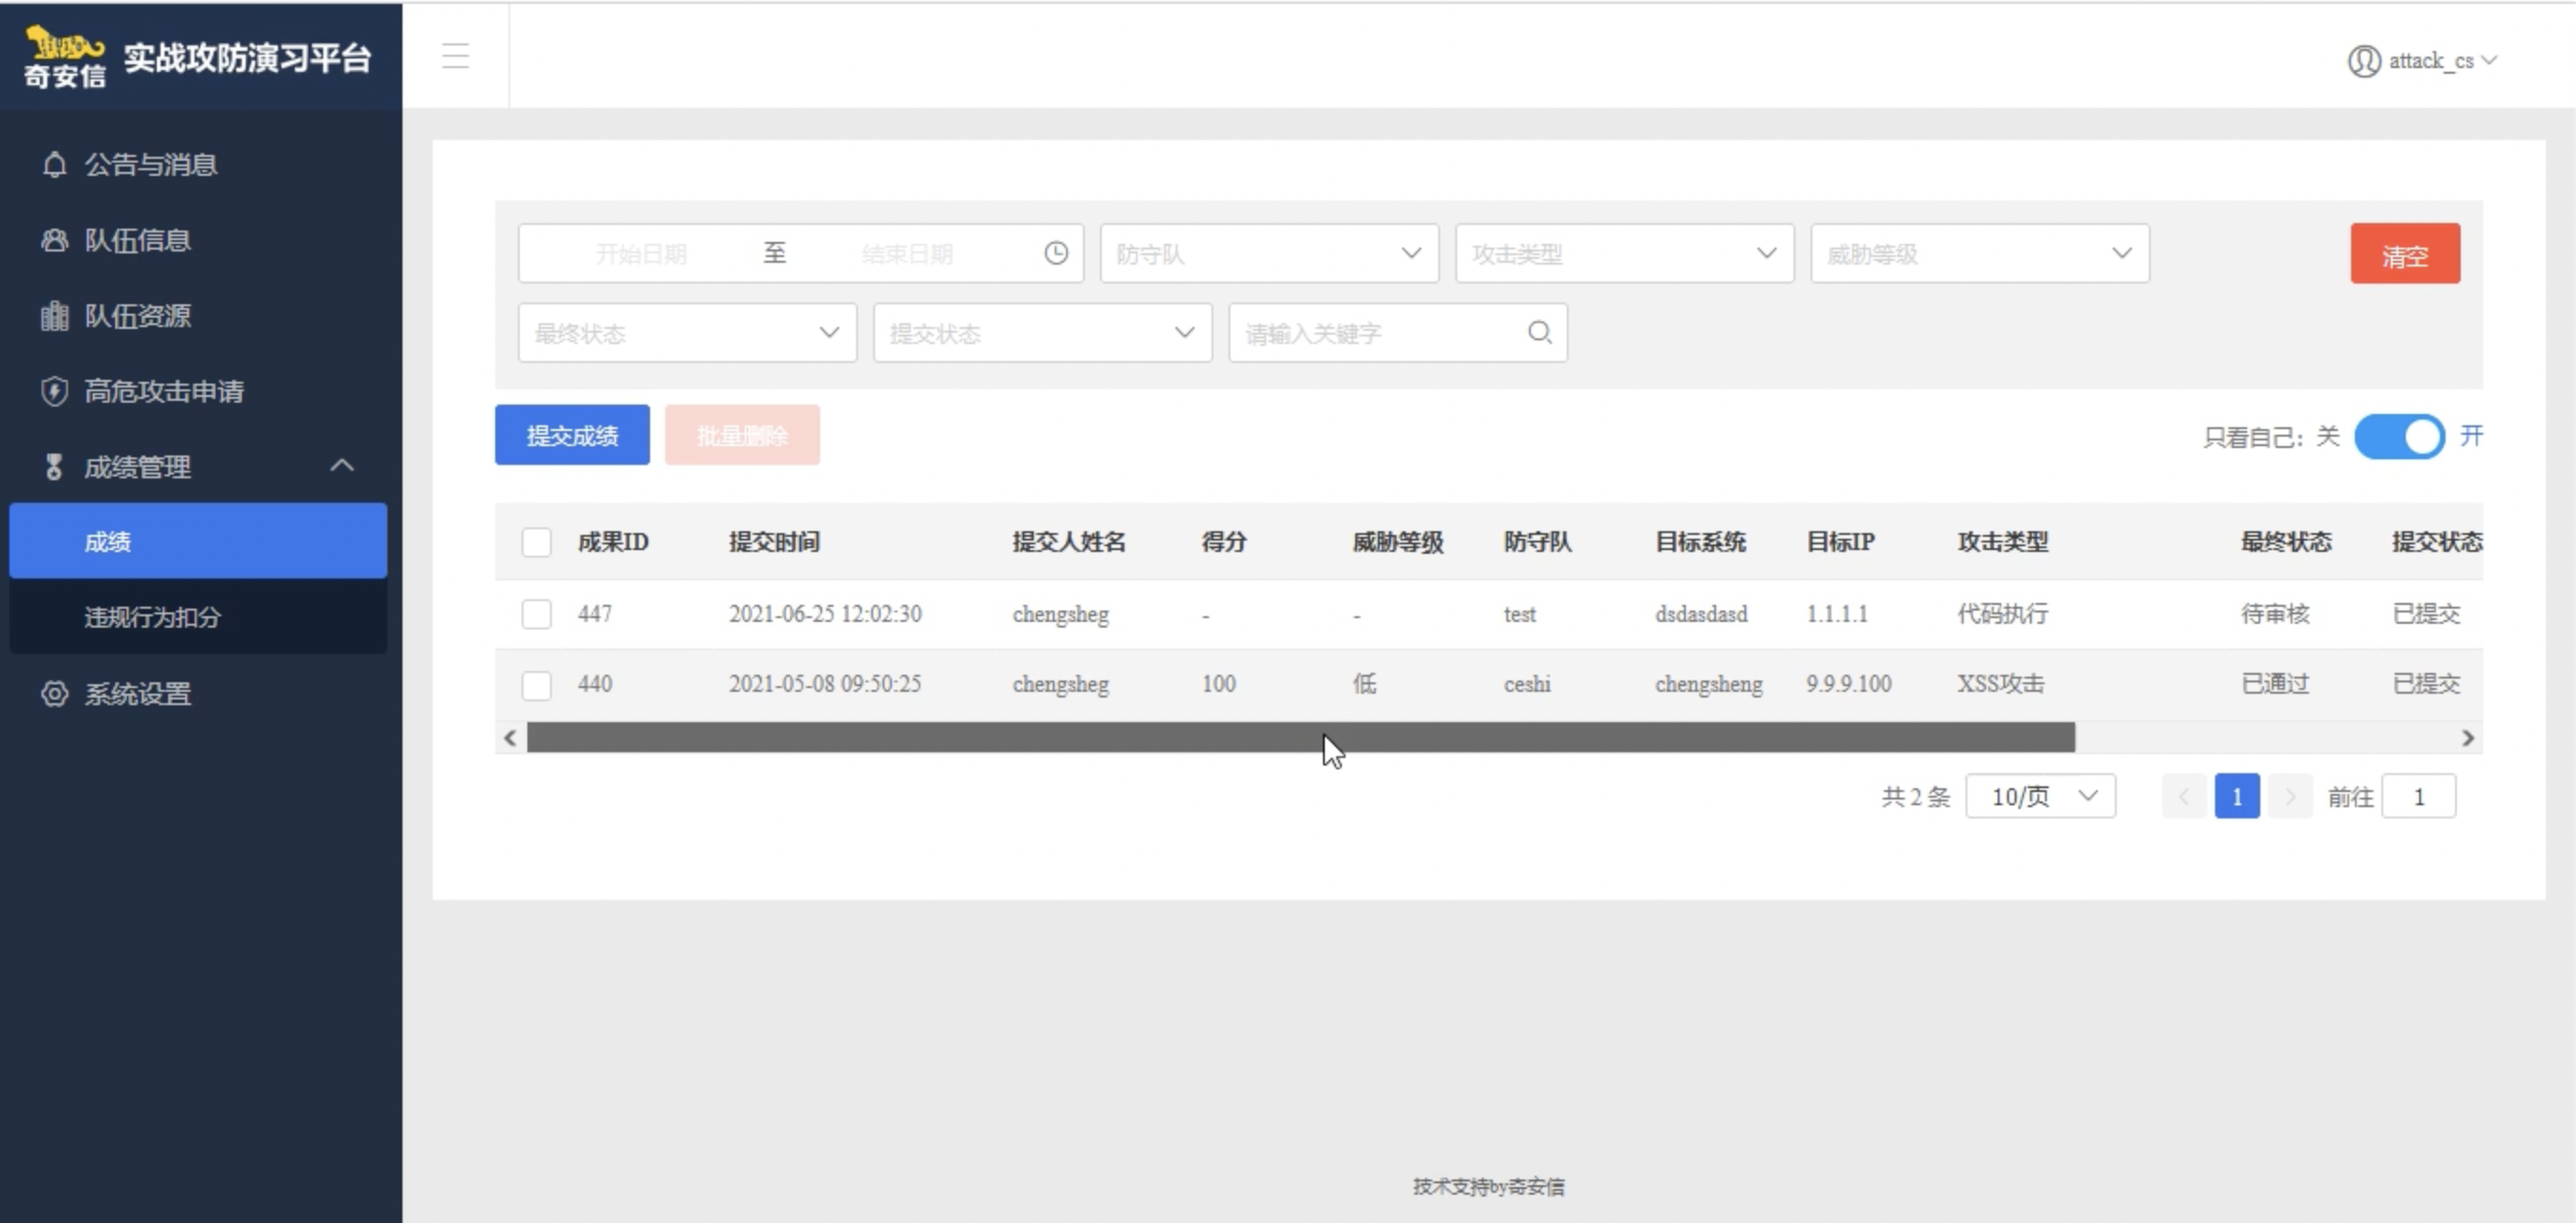 奇安信 实战攻防演习平台
attack_cs
公告与消息
队伍信息
队伍资源
高危攻击申请
成绩管理
成绩
违规行为扣分
系统设置
开始日期 至 结束日期 防守队 攻击类型 威胁等级 清空
最终状态 提交状态 请输入关键字
提交成绩 批量删除 只看自己: 关 开
成果ID 提交时间 提交人姓名 得分 威胁等级 防守队 目标系统 目标IP 攻击类型 最终状态 提交状态
447 2021-06-25 12:02:30 chengsheg - - test dsdasdasd 1.1.1.1 代码执行 待审核 已提交
440 2021-05-08 09:50:25 chengsheg 100 低 ceshi chengsheng 9.9.9.100 XSS攻击 已通过 已提交
共 2 条 10/页 1 前往 1
技术支持by奇安信